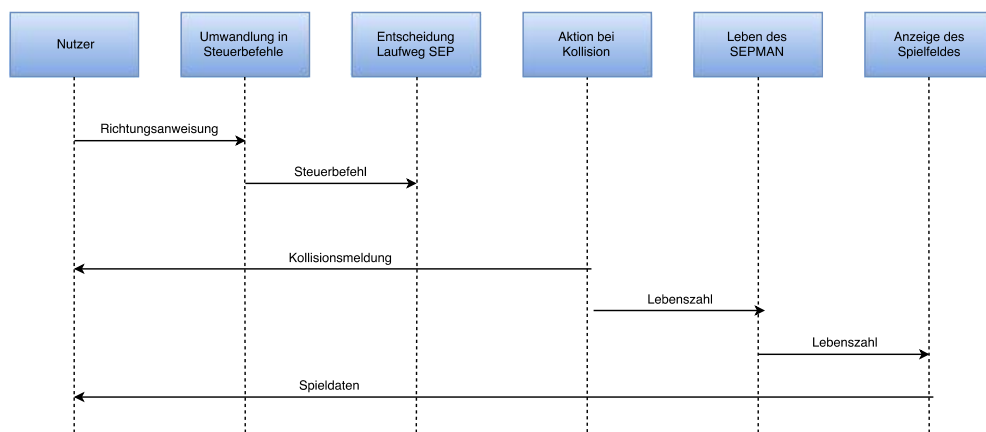 Nutzer
Umwandlung in
Steuerbefehle
Entscheidung
Laufweg SEP
Aktion bei
Kollision
Leben des
SEPMAN
Anzeige des
Spielfeldes
Richtungsanweisung
Steuerbefehl
Kollisionsmeldung
Lebenszahl
Lebenszahl
Spieldaten